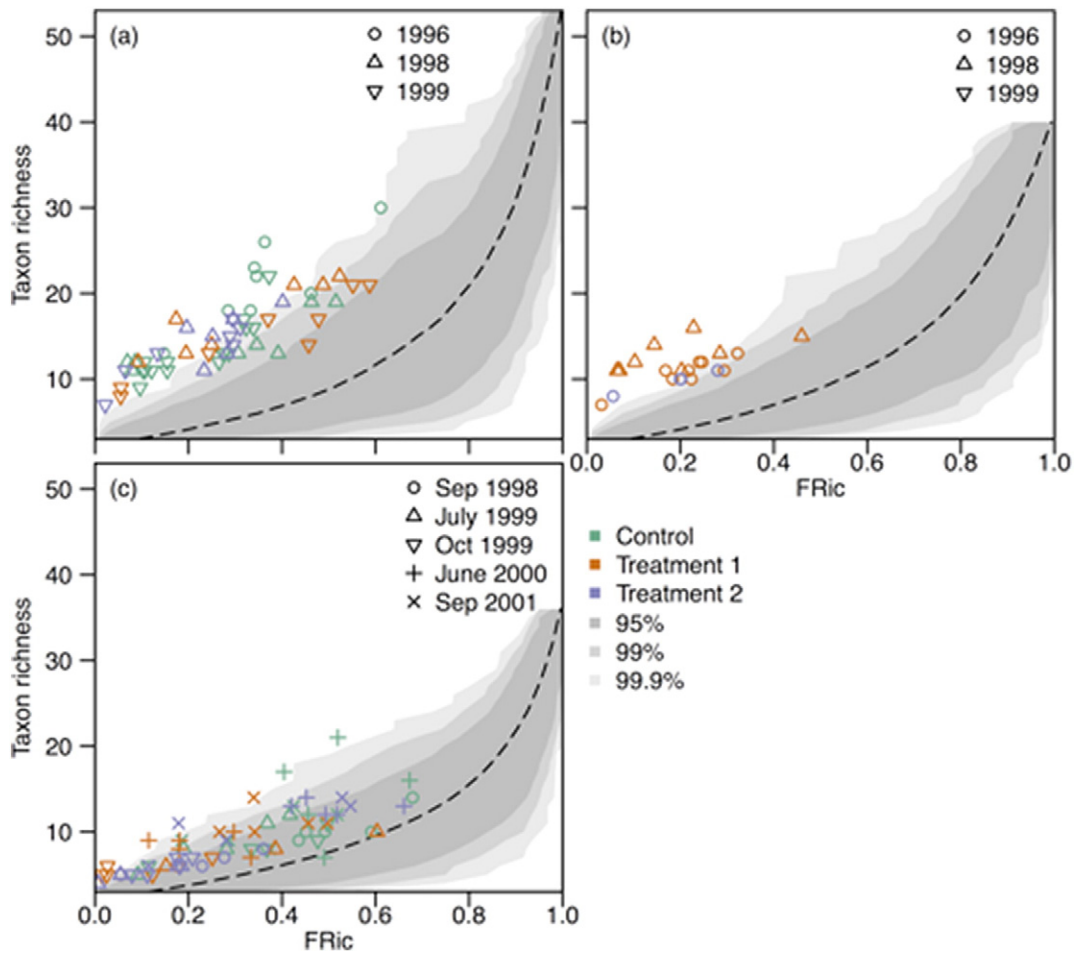 (a)
1996
1998
1999
50
40
30
20
10
Taxon richness
(b)
1996
1998
1999
0.0 0.2 0.4 0.6 0.8 1.0
FRic
(c)
Sep 1998
July 1999
Oct 1999
June 2000
Sep 2001
50
40
30
20
10
Taxon richness
0.0 0.2 0.4 0.6 0.8 1.0
FRic
Control
Treatment 1
Treatment 2
95%
99%
99.9%